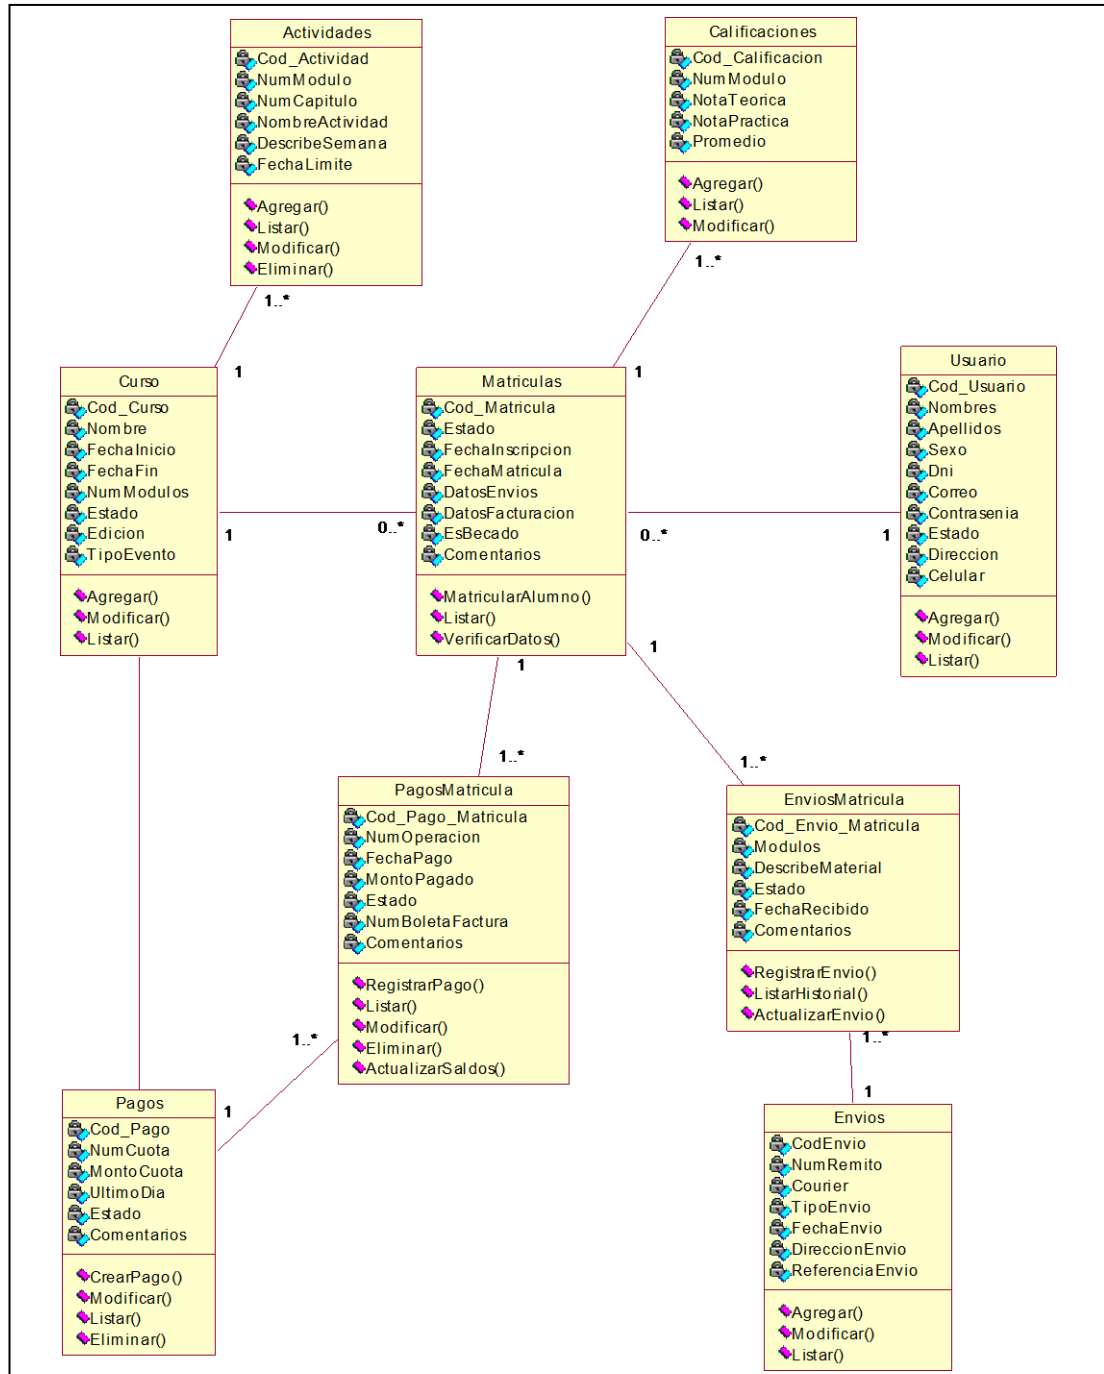 Actividades
Cod_Actividad
NumModulo
NumCapitulo
NombreActividad
DescribeSemana
FechaLimite
Agregar()
Listar()
Modificar()
Eliminar()
1..*
1
Calificaciones
Cod_Calificacion
NumModulo
NotaTeorica
NotaPractica
Promedio
Agregar()
Listar()
Modificar()
1..*
1
Curso
Cod_Curso
Nombre
FechaInicio
FechaFin
NumModulos
Estado
Edicion
TipoEvento
Agregar()
Modificar()
Listar()
1
0..*
Matriculas
Cod_Matricula
Estado
FechaInscripcion
FechaMatricula
DatosEnvios
DatosFacturacion
EsBecado
Comentarios
MatricularAlumno()
Listar()
VerificarDatos()
0..*
1
Usuario
Cod_Usuario
Nombres
Apellidos
Sexo
Dni
Correo
Contrasenia
Estado
Direccion
Celular
Agregar()
Modificar()
Listar()
1
1..*
1
1..*
PagosMatricula
Cod_Pago_Matricula
NumOperacion
FechaPago
MontoPagado
Estado
NumBoletaFactura
Comentarios
RegistrarPago()
Listar()
Modificar()
Eliminar()
ActualizarSaldos()
1..*
1
EnviosMatricula
Cod_Envio_Matricula
Modulos
DescribeMaterial
Estado
FechaRecibido
Comentarios
RegistrarEnvio()
ListarHistorial()
ActualizarEnvio()
1..*
1
Pagos
Cod_Pago
NumCuota
MontoCuota
UltimoDia
Estado
Comentarios
CrearPago()
Modificar()
Listar()
Eliminar()
Envios
CodEnvio
NumRemito
Courier
TipoEnvio
FechaEnvio
DireccionEnvio
ReferenciaEnvio
Agregar()
Modificar()
Listar()